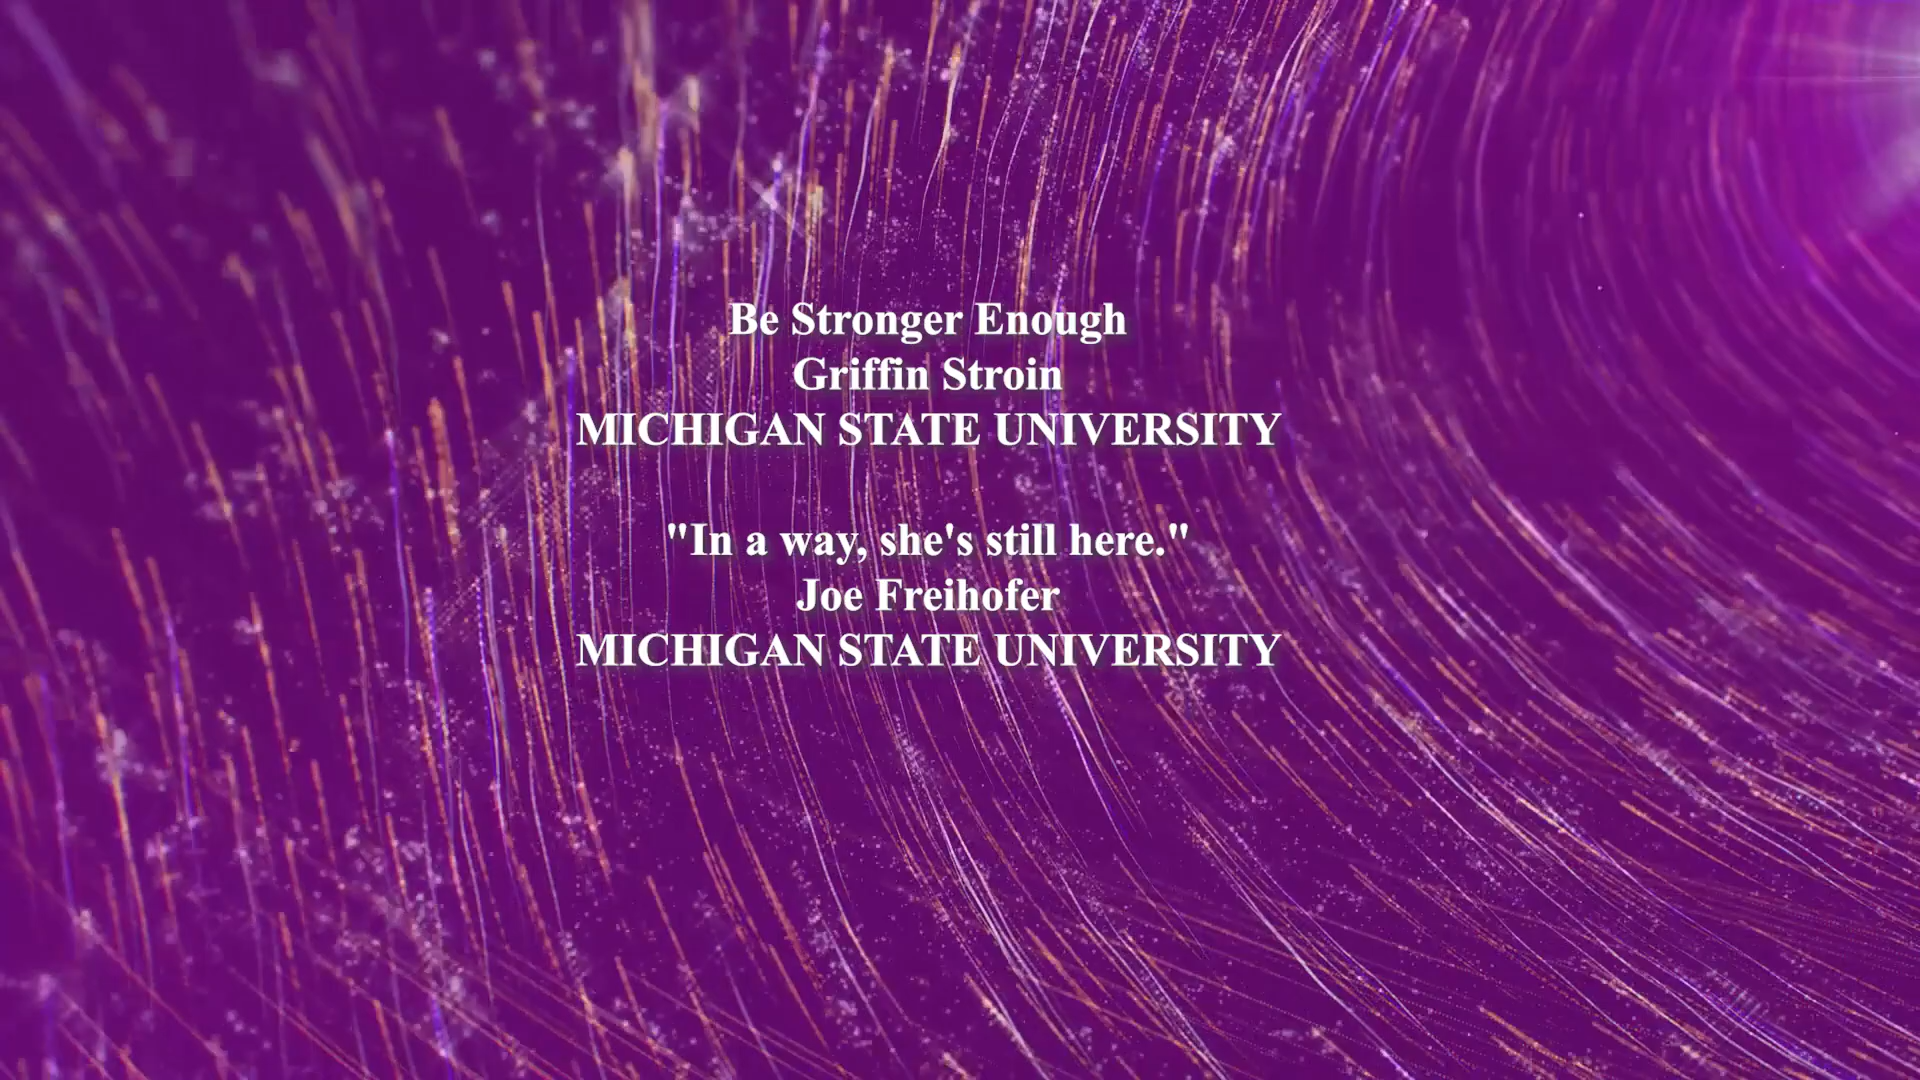 Be Stronger Enough
Griffin Stroin
MICHIGAN STATE UNIVERSITY
"In a way, she's still here."
Joe Freihofer
MICHIGAN STATE UNIVERSITY